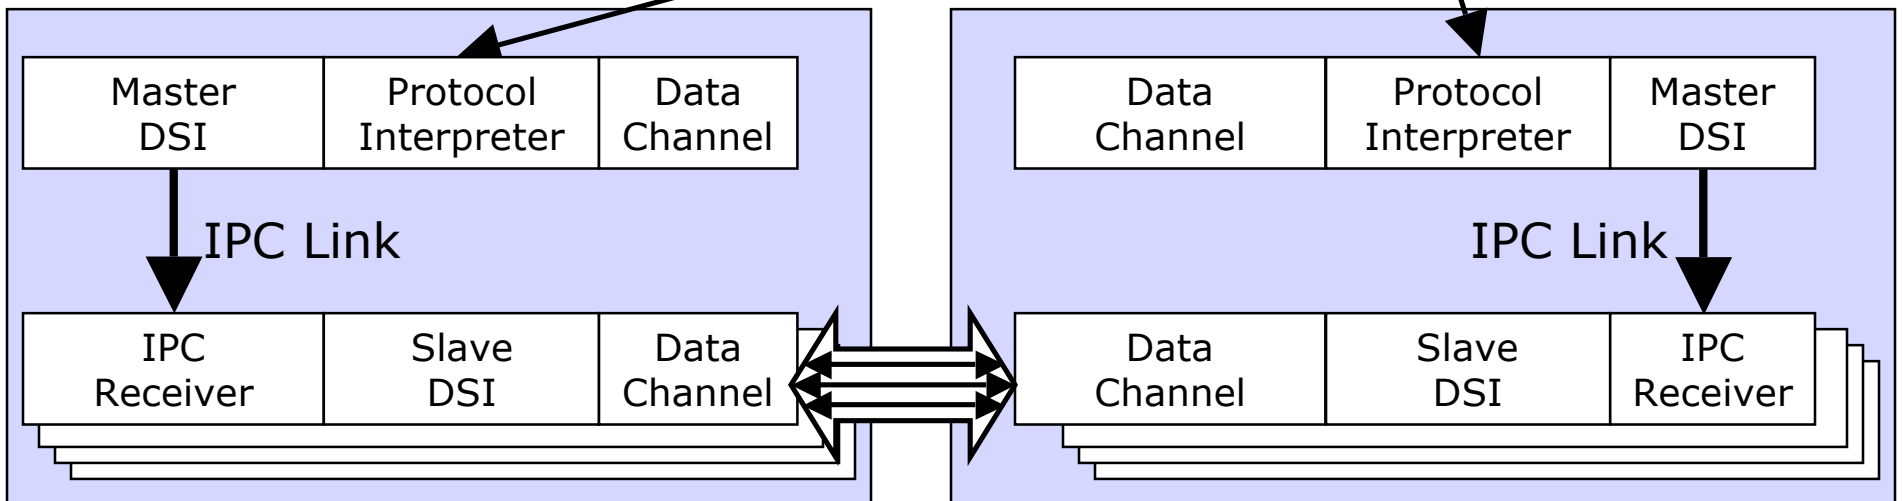 Master
DSI
Protocol
Interpreter
Data
Channel
Data
Channel
Protocol
Interpreter
Master
DSI
IPC Link
IPC Link
IPC
Receiver
Slave
DSI
Data
Channel
Data
Channel
Slave
DSI
IPC
Receiver